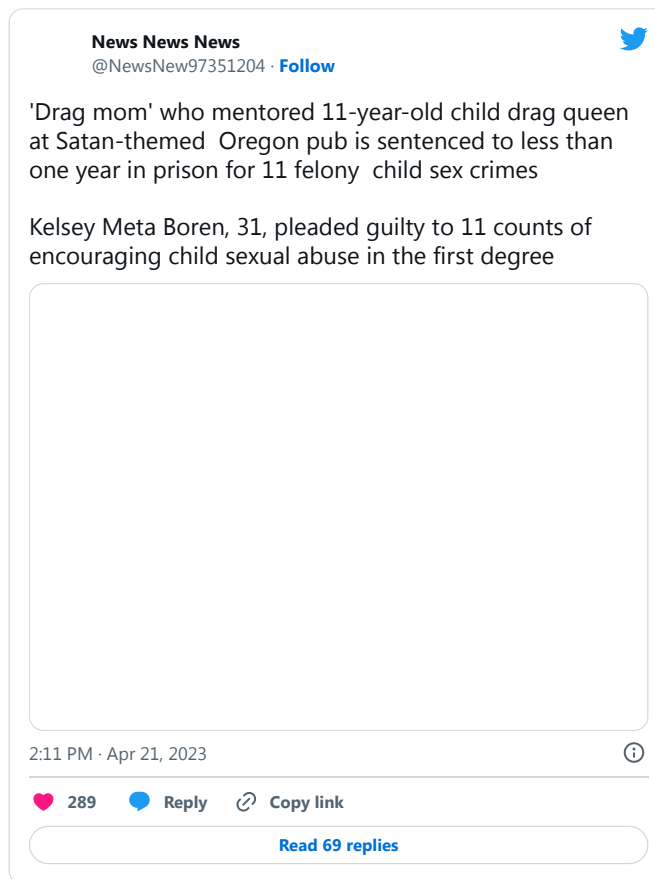 News News News
@NewsNew97351204 · Follow
'Drag mom' who mentored 11-year-old child drag queen
at Satan-themed  Oregon pub is sentenced to less than
one year in prison for 11 felony  child sex crimes
Kelsey Meta Boren, 31, pleaded guilty to 11 counts of
encouraging child sexual abuse in the first degree
2:11 PM · Apr 21, 2023
289 Reply Copy link
Read 69 replies